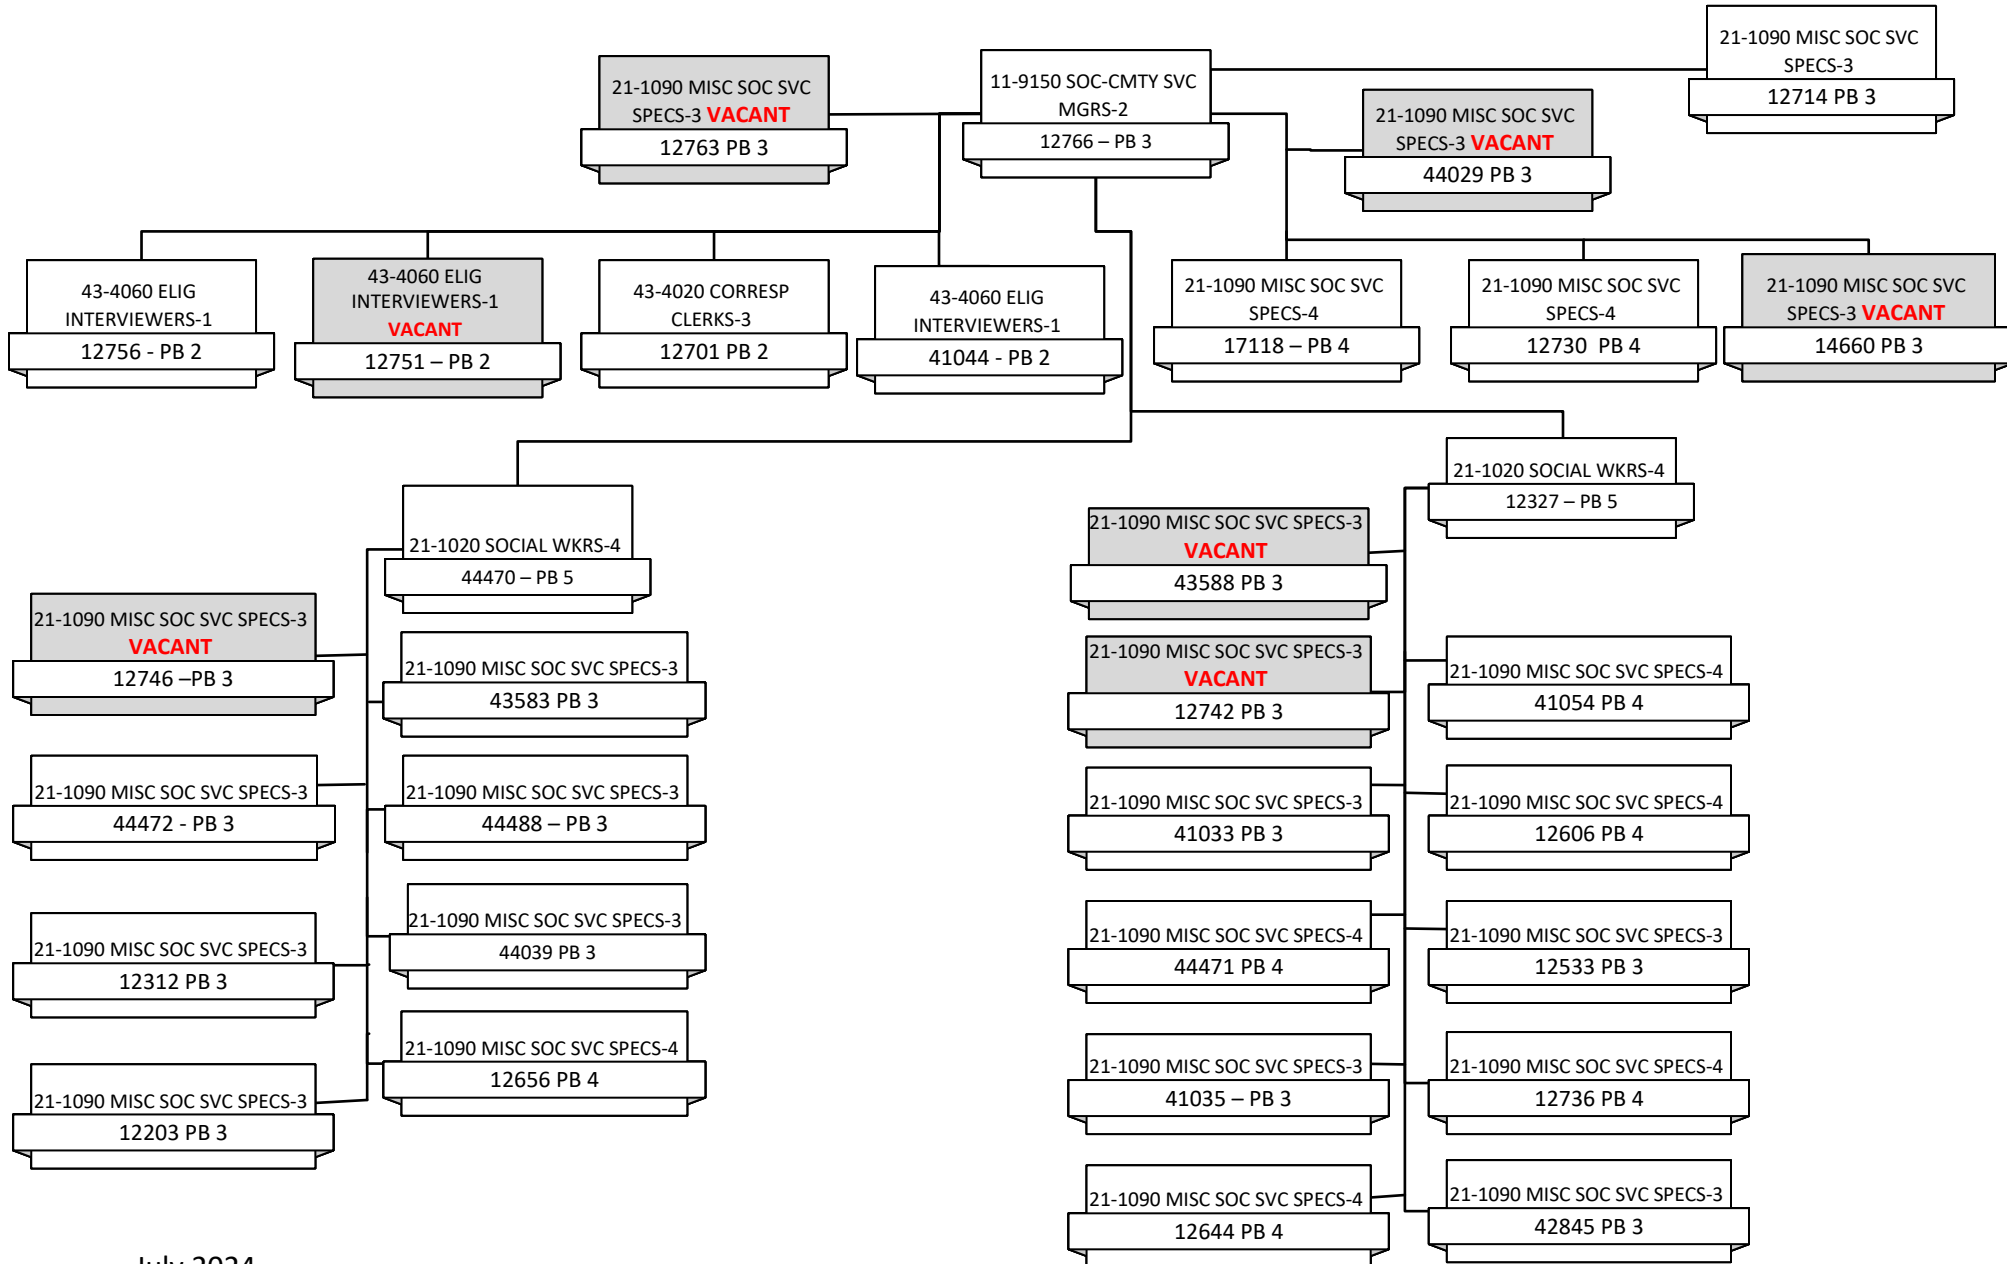 21-1090 MISC SOC SVC
SPECS-3
12714 PB 3
21-1090 MISC SOC SVC
SPECS-3 VACANT
12763 PB 3
11-9150 SOC-CMTY SVC
MGRS-2
12766 – PB 3
21-1090 MISC SOC SVC
SPECS-3 VACANT
44029 PB 3
43-4060 ELIG
INTERVIEWERS-1
12756 - PB 2
43-4060 ELIG
INTERVIEWERS-1
VACANT
12751 – PB 2
43-4020 CORRESP
CLERKS-3
12701 PB 2
43-4060 ELIG
INTERVIEWERS-1
41044 - PB 2
21-1090 MISC SOC SVC
SPECS-4
17118 – PB 4
21-1090 MISC SOC SVC
SPECS-4
12730 PB 4
21-1090 MISC SOC SVC
SPECS-3 VACANT
14660 PB 3
21-1020 SOCIAL WKRS-4
44470 – PB 5
21-1090 MISC SOC SVC SPECS-3
VACANT
12746 –PB 3
21-1090 MISC SOC SVC SPECS-3
43583 PB 3
21-1090 MISC SOC SVC SPECS-3
44472 - PB 3
21-1090 MISC SOC SVC SPECS-3
44488 – PB 3
21-1090 MISC SOC SVC SPECS-3
12312 PB 3
21-1090 MISC SOC SVC SPECS-3
44039 PB 3
21-1090 MISC SOC SVC SPECS-3
12203 PB 3
21-1090 MISC SOC SVC SPECS-4
12656 PB 4
21-1020 SOCIAL WKRS-4
12327 – PB 5
21-1090 MISC SOC SVC SPECS-3
VACANT
43588 PB 3
21-1090 MISC SOC SVC SPECS-3
VACANT
12742 PB 3
21-1090 MISC SOC SVC SPECS-4
41054 PB 4
21-1090 MISC SOC SVC SPECS-3
41033 PB 3
21-1090 MISC SOC SVC SPECS-4
12606 PB 4
21-1090 MISC SOC SVC SPECS-4
44471 PB 4
21-1090 MISC SOC SVC SPECS-3
12533 PB 3
21-1090 MISC SOC SVC SPECS-3
41035 – PB 3
21-1090 MISC SOC SVC SPECS-4
12736 PB 4
21-1090 MISC SOC SVC SPECS-4
12644 PB 4
21-1090 MISC SOC SVC SPECS-3
42845 PB 3
July 2024